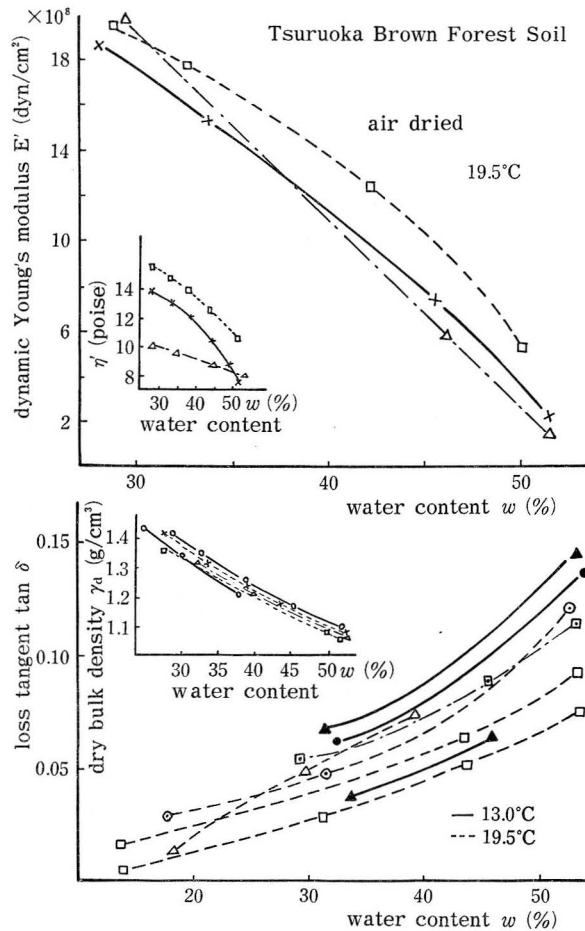 ×10⁸
Tsuruoka Brown Forest Soil
air dried
19.5°C
dynamic Young's modulus E' (dyn/cm²)
18
14
10
6
2
30
40
50
water content w (%)
η' (poise)
14
12
10
8
30
40
50 w (%)
water content
loss tangent tan δ
0.15
0.10
0.05
0
20
30
40
50
water content w (%)
dry bulk density γd (g/cm³)
1.4
1.3
1.2
1.1
30
35
40
45
50 w (%)
water content
13.0°C
19.5°C